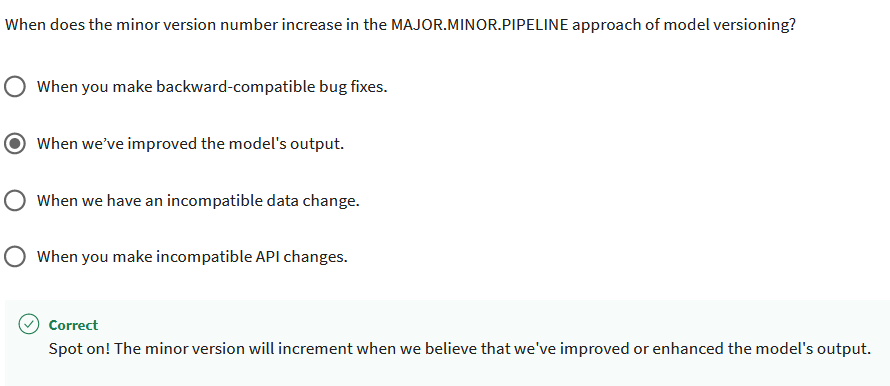 When does the minor version number increase in the MAJOR.MINOR.PIPELINE approach of model versioning?
When you make backward-compatible bug fixes.
When we’ve improved the model's output.
When we have an incompatible data change.
When you make incompatible API changes.
Correct
Spot on! The minor version will increment when we believe that we've improved or enhanced the model's output.